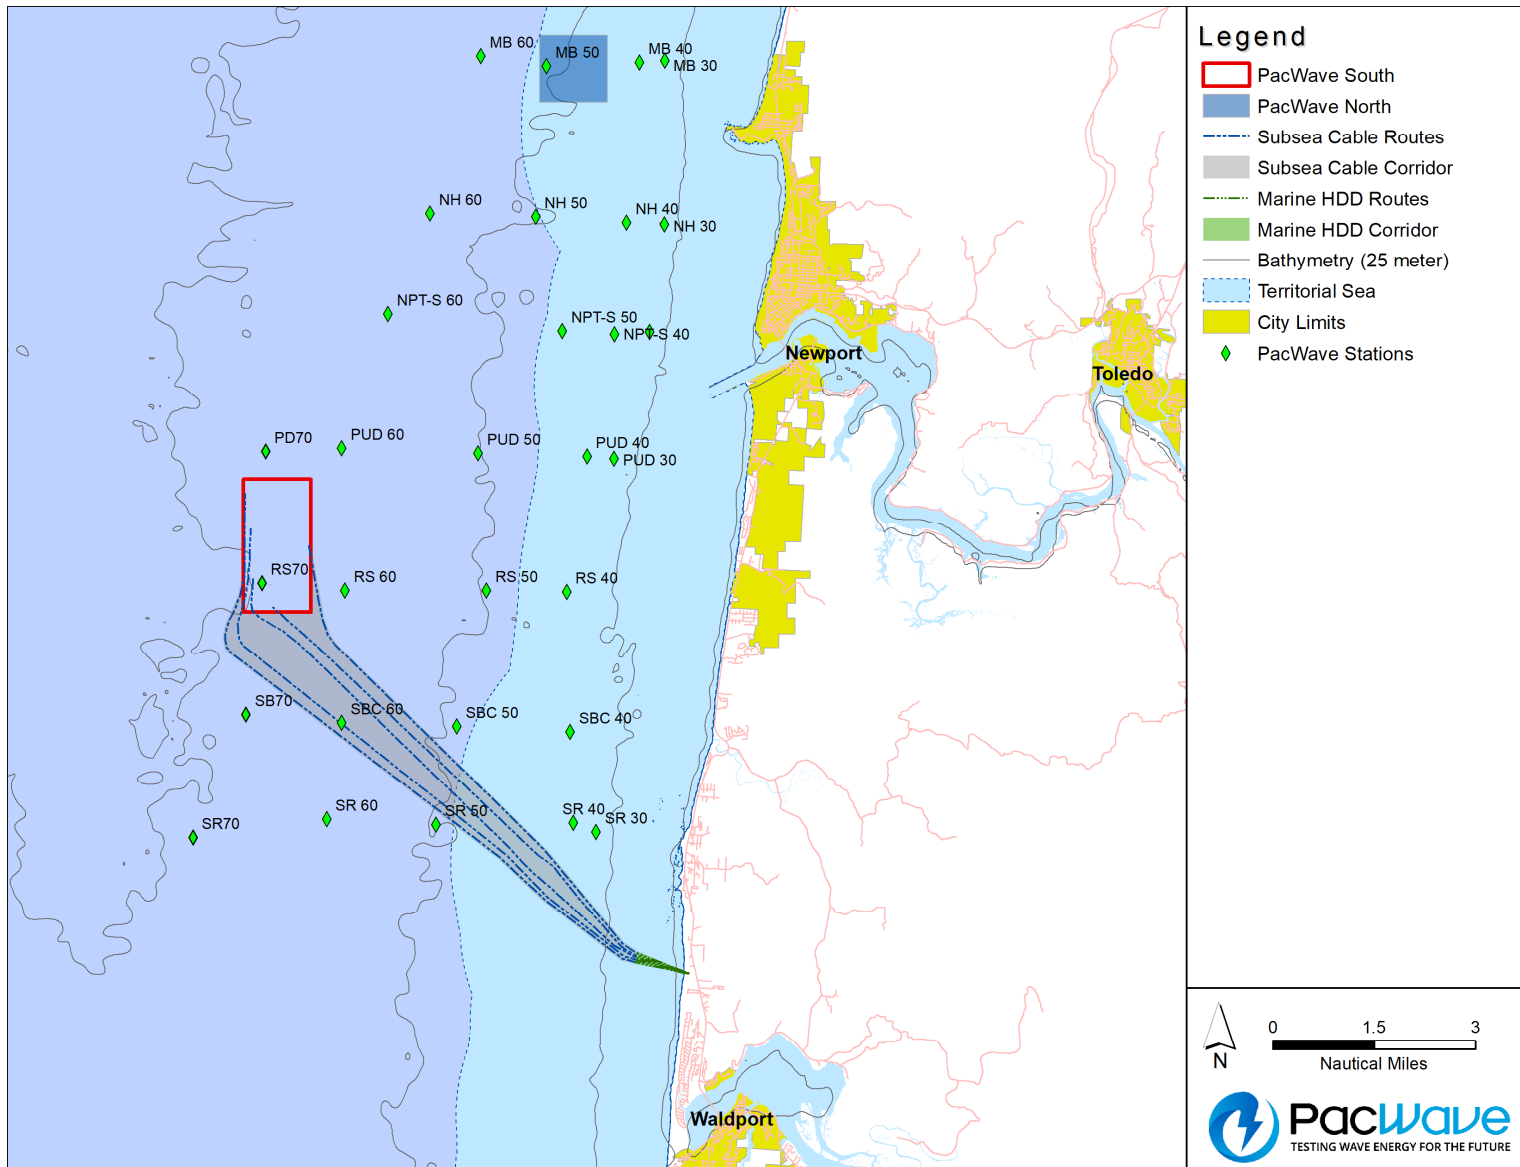 MB 60
MB 50
MB 40
MB 30
NH 60
NH 50
NH 40
NH 30
NPT-S 60
NPT-S 50
NPT-S 40
Newport
Toledo
PD70
PUD 60
PUD 50
PUD 40
PUD 30
RS70
RS 60
RS 50
RS 40
SB70
SBC 60
SBC 50
SBC 40
SR70
SR 60
SR 50
SR 40
SR 30
Waldport
Legend
PacWave South
PacWave North
Subsea Cable Routes
Subsea Cable Corridor
Marine HDD Routes
Marine HDD Corridor
Bathymetry (25 meter)
Territorial Sea
City Limits
PacWave Stations
N
0 1.5 3
Nautical Miles
PacWave
TESTING WAVE ENERGY FOR THE FUTURE